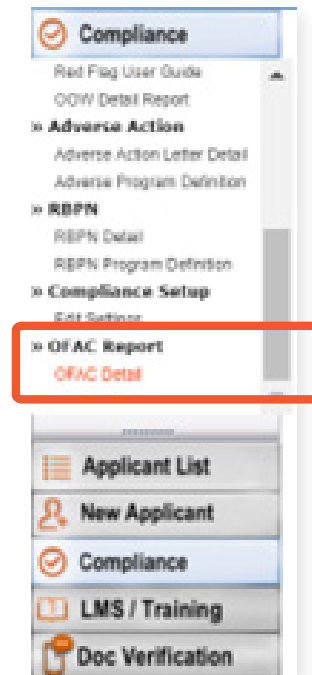 Compliance
Red Flag User Guide
OOW Detail Report
» Adverse Action
Adverse Action Letter Detail
Adverse Program Definition
» RBPN
RBPN Detail
RBPN Program Definition
» Compliance Setup
Edit Settings
» OFAC Report
OFAC Detail
Applicant List
New Applicant
Compliance
LMS / Training
Doc Verification